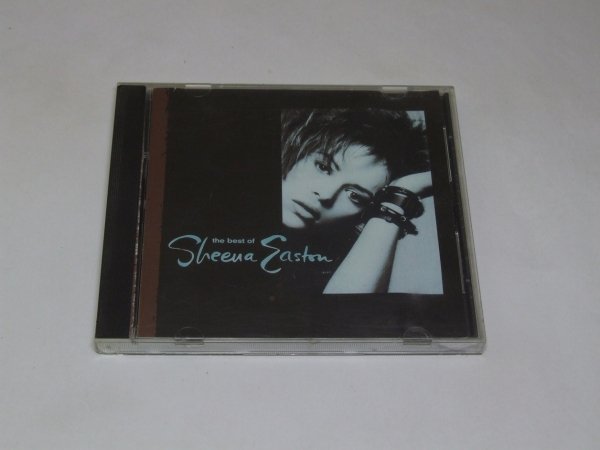 the best of
Sheena Easton